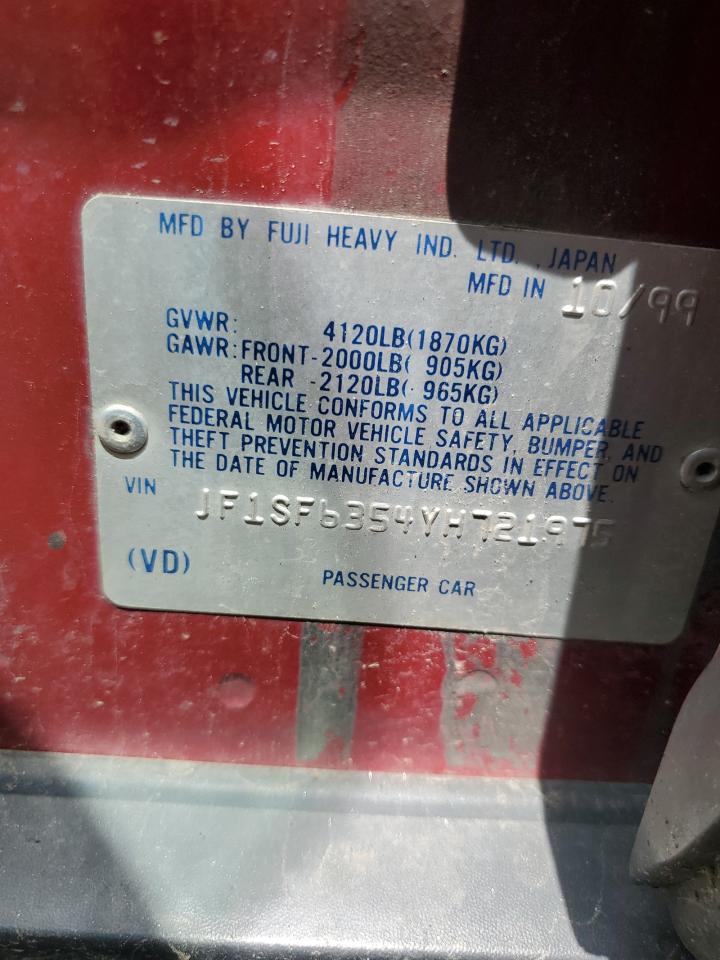 MFD BY FUJI HEAVY IND. LTD., JAPAN
MFD IN 10/99
GVWR: 4120LB(1870KG)
GAWR:FRONT-2000LB( 905KG)
REAR -2120LB( 965KG)
THIS VEHICLE CONFORMS TO ALL APPLICABLE
FEDERAL MOTOR VEHICLE SAFETY, BUMPER, AND
THEFT PREVENTION STANDARDS IN EFFECT ON
THE DATE OF MANUFACTURE SHOWN ABOVE.
VIN JF1SF6354YH721975
(VD) PASSENGER CAR